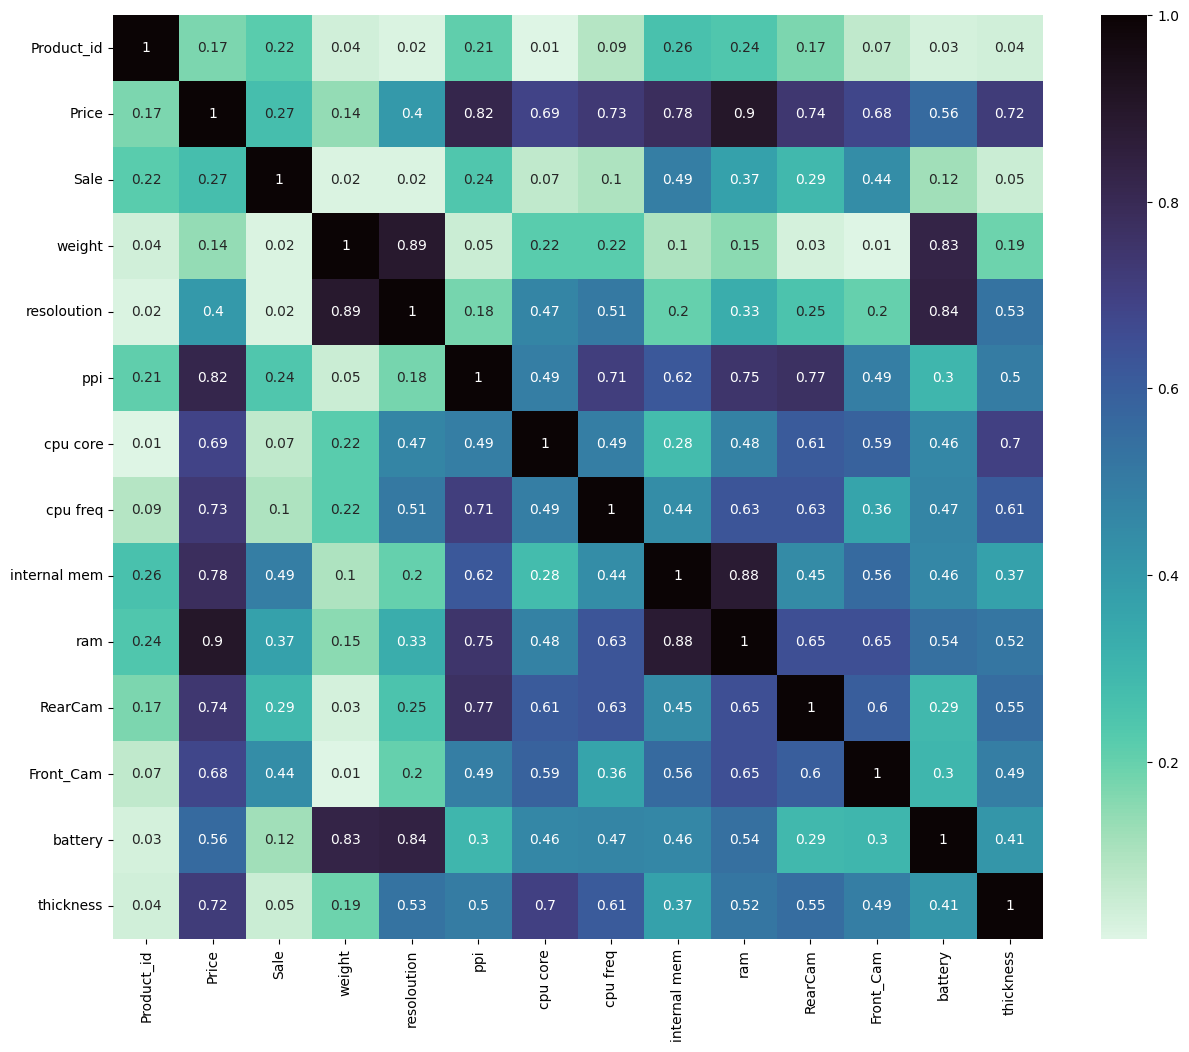 Product_id 1 0.17 0.22 0.04 0.02 0.21 0.01 0.09 0.26 0.24 0.17 0.07 0.03 0.04
Price 0.17 1 0.27 0.14 0.4 0.82 0.69 0.73 0.78 0.9 0.74 0.68 0.56 0.72
Sale 0.22 0.27 1 0.02 0.02 0.24 0.07 0.1 0.49 0.37 0.29 0.44 0.12 0.05
weight 0.04 0.14 0.02 1 0.89 0.05 0.22 0.22 0.1 0.15 0.03 0.01 0.83 0.19
resoloution 0.02 0.4 0.02 0.89 1 0.18 0.47 0.51 0.2 0.33 0.25 0.2 0.84 0.53
ppi 0.21 0.82 0.24 0.05 0.18 1 0.49 0.71 0.62 0.75 0.77 0.49 0.3 0.5
cpu core 0.01 0.69 0.07 0.22 0.47 0.49 1 0.49 0.28 0.48 0.61 0.59 0.46 0.7
cpu freq 0.09 0.73 0.1 0.22 0.51 0.71 0.49 1 0.44 0.63 0.63 0.36 0.47 0.61
internal mem 0.26 0.78 0.49 0.1 0.2 0.62 0.28 0.44 1 0.88 0.45 0.56 0.46 0.37
ram 0.24 0.9 0.37 0.15 0.33 0.75 0.48 0.63 0.88 1 0.65 0.65 0.54 0.52
RearCam 0.17 0.74 0.29 0.03 0.25 0.77 0.61 0.63 0.45 0.65 1 0.6 0.29 0.55
Front_Cam 0.07 0.68 0.44 0.01 0.2 0.49 0.59 0.36 0.56 0.65 0.6 1 0.3 0.49
battery 0.03 0.56 0.12 0.83 0.84 0.3 0.46 0.47 0.46 0.54 0.29 0.3 1 0.41
thickness 0.04 0.72 0.05 0.19 0.53 0.5 0.7 0.61 0.37 0.52 0.55 0.49 0.41 1
Product_id
Price
Sale
weight
resoloution
ppi
cpu core
cpu freq
internal mem
ram
RearCam
Front_Cam
battery
thickness
1.0
0.8
0.6
0.4
0.2